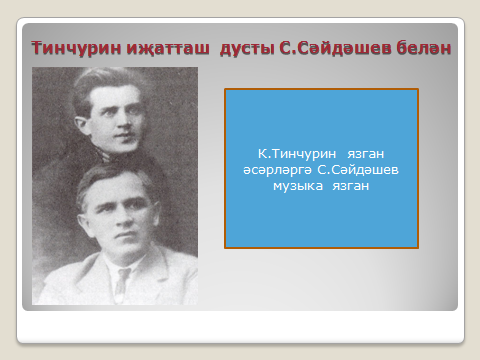 Тинчурин иҗатташ дусты С.Сәйдәшев белән
К.Тинчурин язган
әсәрләргә С.Сәйдәшев
музыка язган